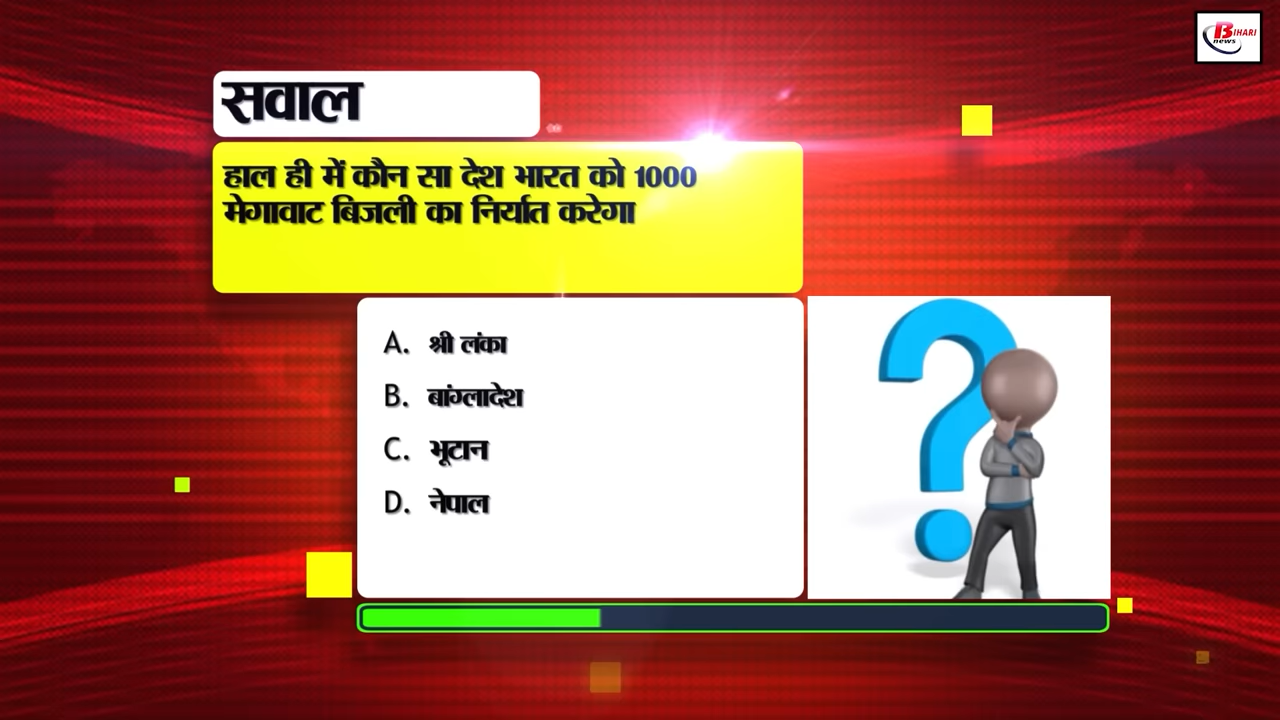 BIHARI
news
सवाल
हाल ही में कौन सा देश भारत को 1000
मेगावाट बिजली का निर्यात करेगा
A. श्री लंका
B. बांग्लादेश
C. भूटान
D. नेपाल